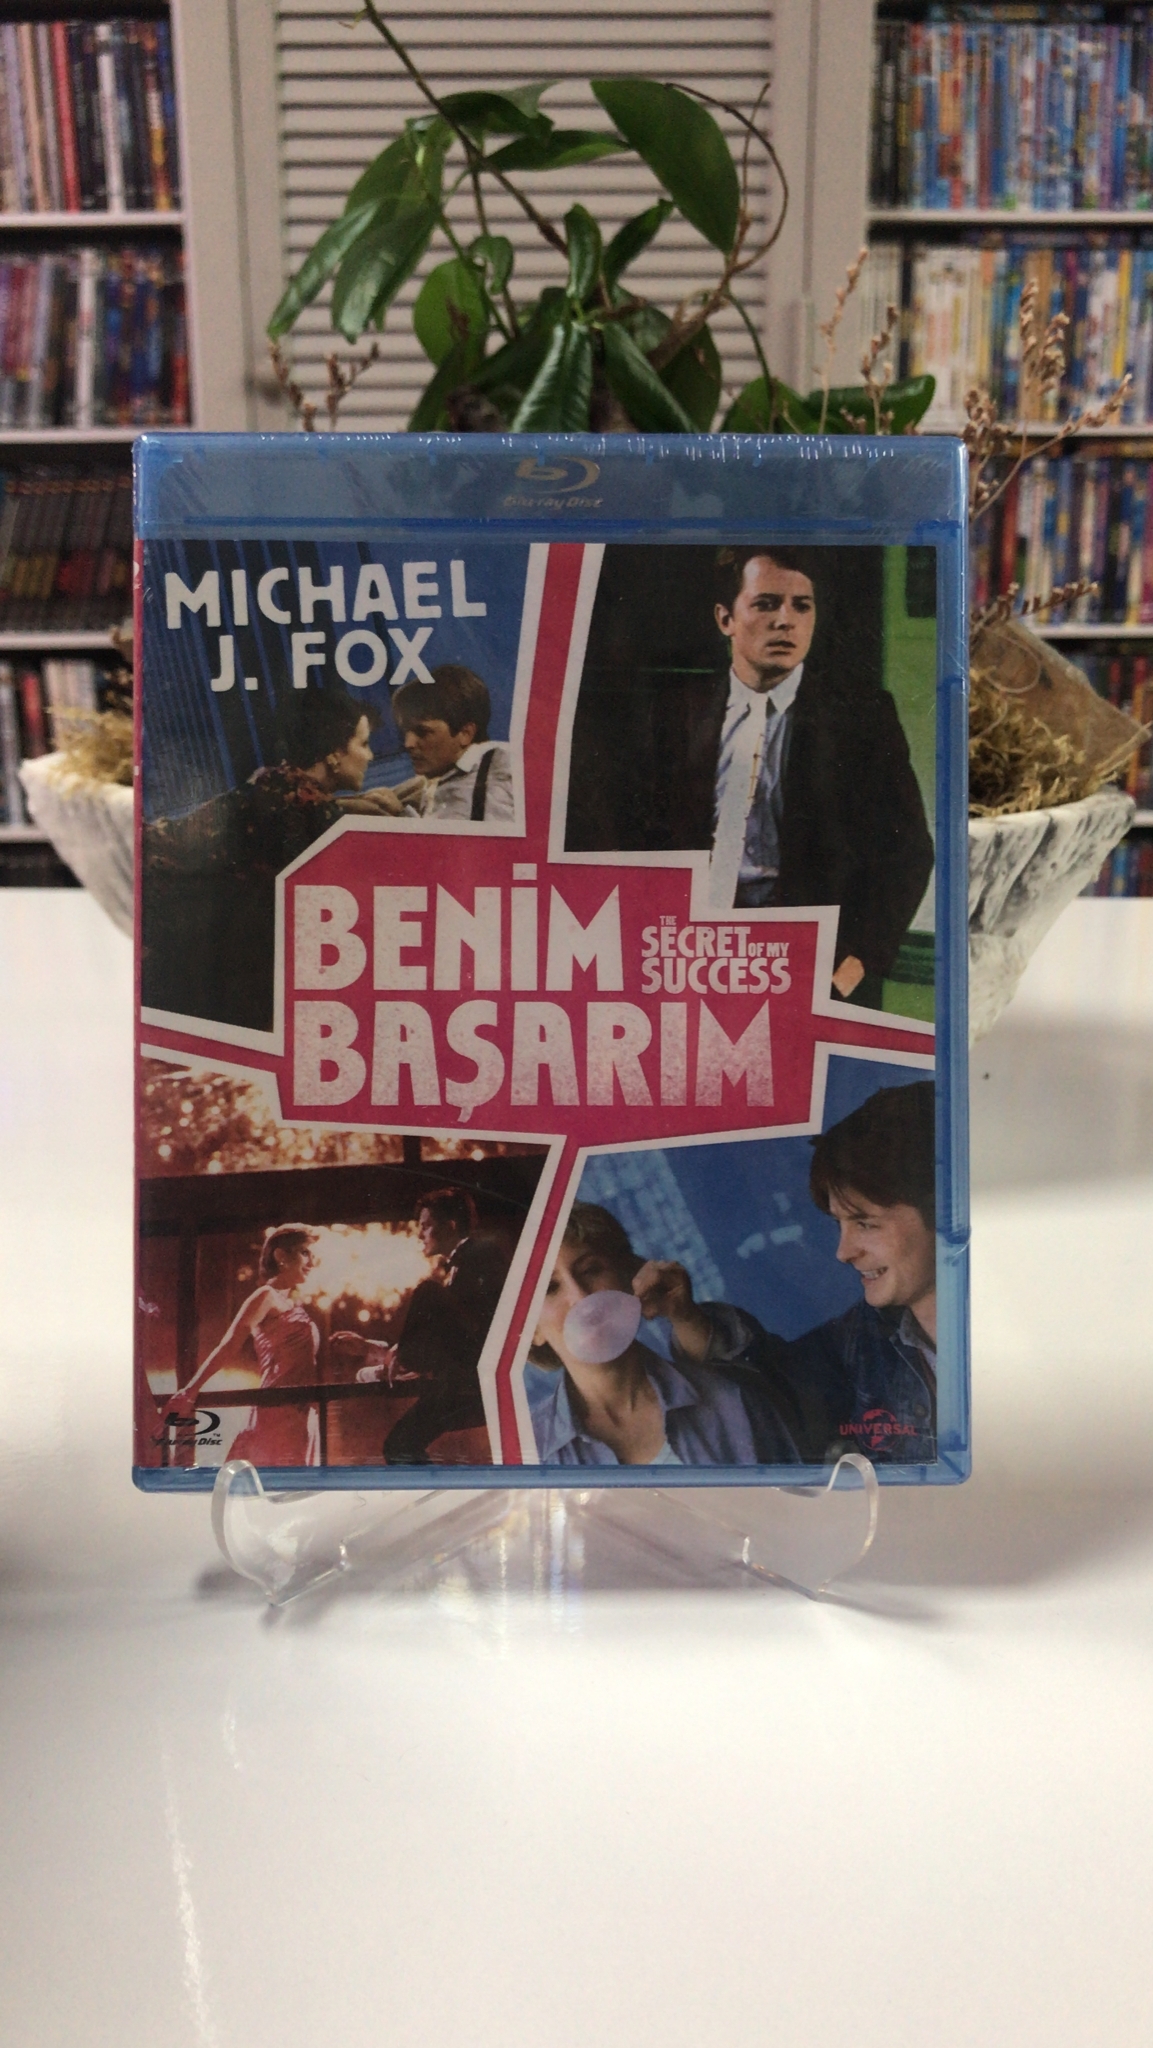 Blu-ray Disc
MICHAEL
J. FOX
BENİM
BAŞARIM
THE
SECRET OF MY
SUCCESS
Blu-ray Disc
UNIVERSAL